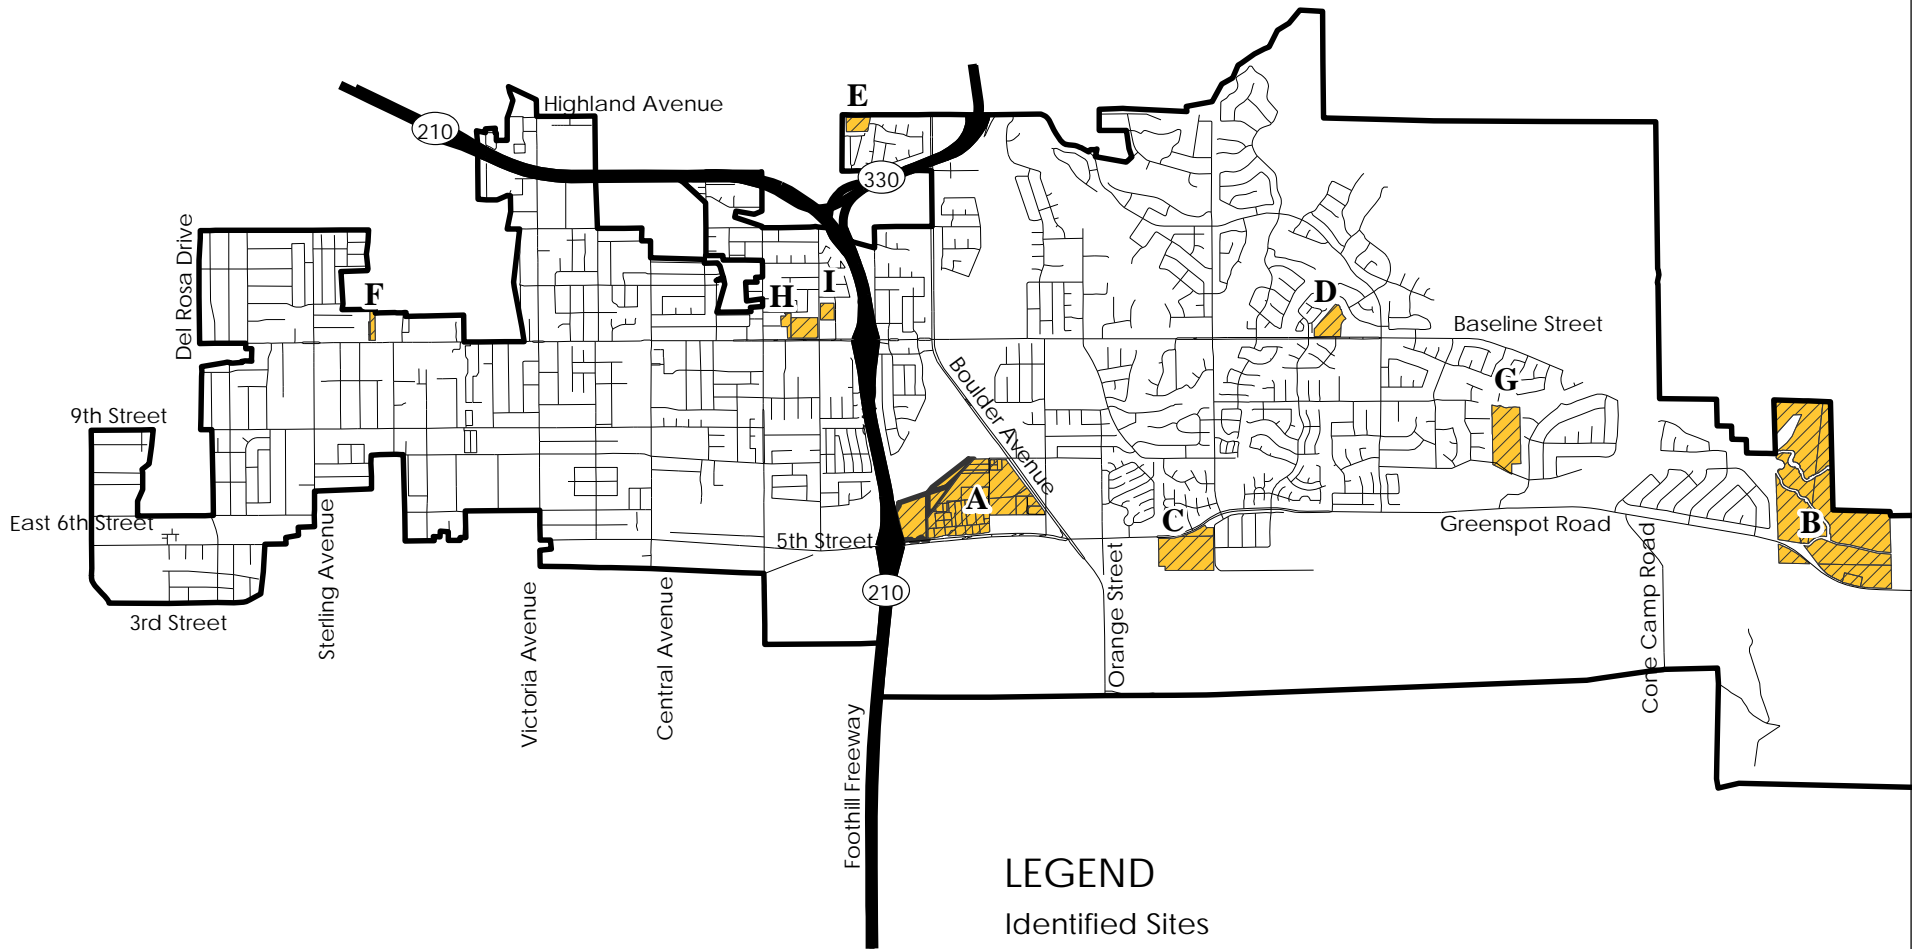 E
Highland Avenue
210
330
Del Rosa Drive
F
H
I
D
Baseline Street
G
Boulder Avenue
9th Street
A
C
East 6th Street
5th Street
Greenspot Road
B
Sterling Avenue
Victoria Avenue
Central Avenue
210
Orange Street
Cone Camp Road
3rd Street
Foothill Freeway
LEGEND
Identified Sites